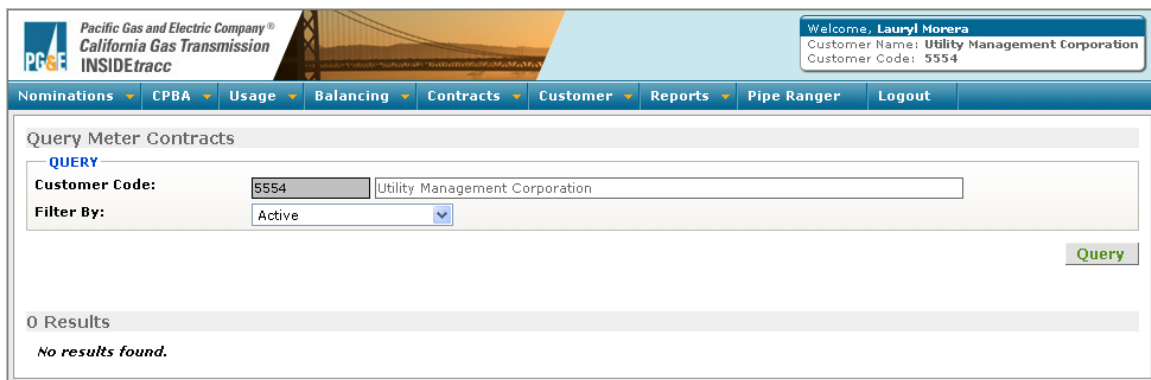 Pacific Gas and Electric Company®
California Gas Transmission
INSIDEtracc
PG&E
Welcome, Lauryl Morera
Customer Name: Utility Management Corporation
Customer Code: 5554
Nominations CPBA Usage Balancing Contracts Customer Reports Pipe Ranger Logout
Query Meter Contracts
QUERY
Customer Code: 5554 Utility Management Corporation
Filter By: Active
Query
0 Results
No results found.